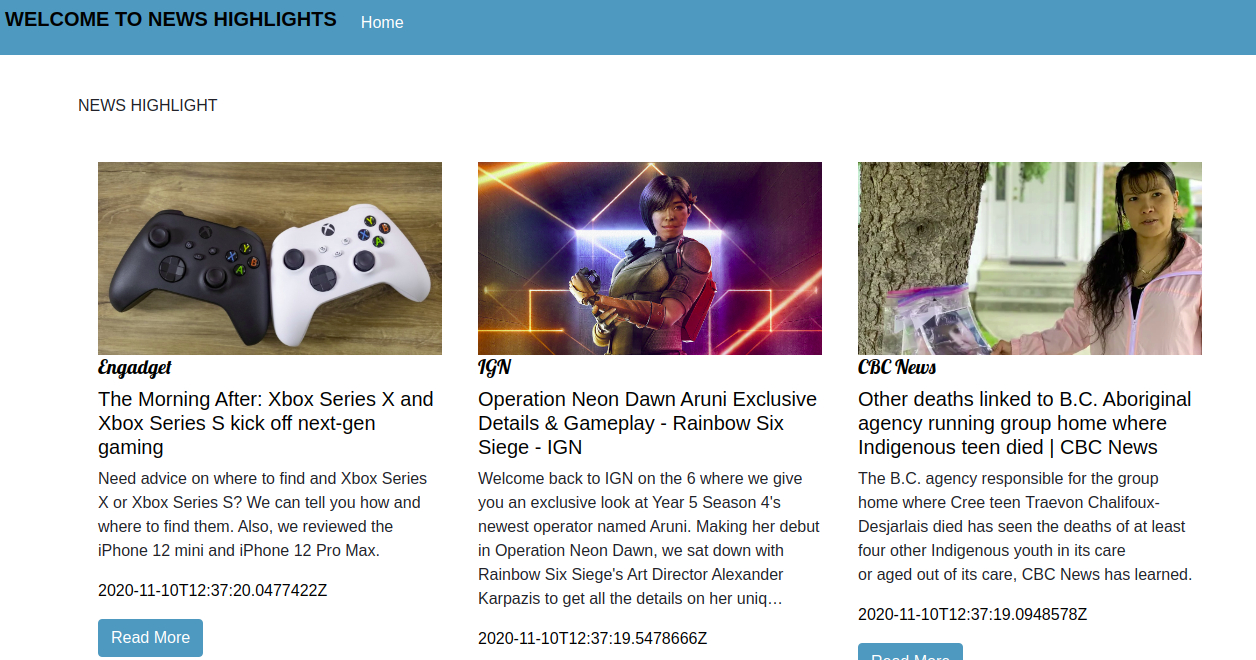 WELCOME TO NEWS HIGHLIGHTS Home
NEWS HIGHLIGHT
Engadget
The Morning After: Xbox Series X and
Xbox Series S kick off next-gen
gaming
Need advice on where to find and Xbox Series
X or Xbox Series S? We can tell you how and
where to find them. Also, we reviewed the
iPhone 12 mini and iPhone 12 Pro Max.
2020-11-10T12:37:20.0477422Z
Read More
IGN
Operation Neon Dawn Aruni Exclusive
Details & Gameplay - Rainbow Six
Siege - IGN
Welcome back to IGN on the 6 where we give
you an exclusive look at Year 5 Season 4's
newest operator named Aruni. Making her debut
in Operation Neon Dawn, we sat down with
Rainbow Six Siege's Art Director Alexander
Karpazis to get all the details on her uniq…
2020-11-10T12:37:19.5478666Z
CBC News
Other deaths linked to B.C. Aboriginal
agency running group home where
Indigenous teen died | CBC News
The B.C. agency responsible for the group
home where Cree teen Traevon Chalifoux-
Desjarlais died has seen the deaths of at least
four other Indigenous youth in its care
or aged out of its care, CBC News has learned.
2020-11-10T12:37:19.0948578Z
Read More